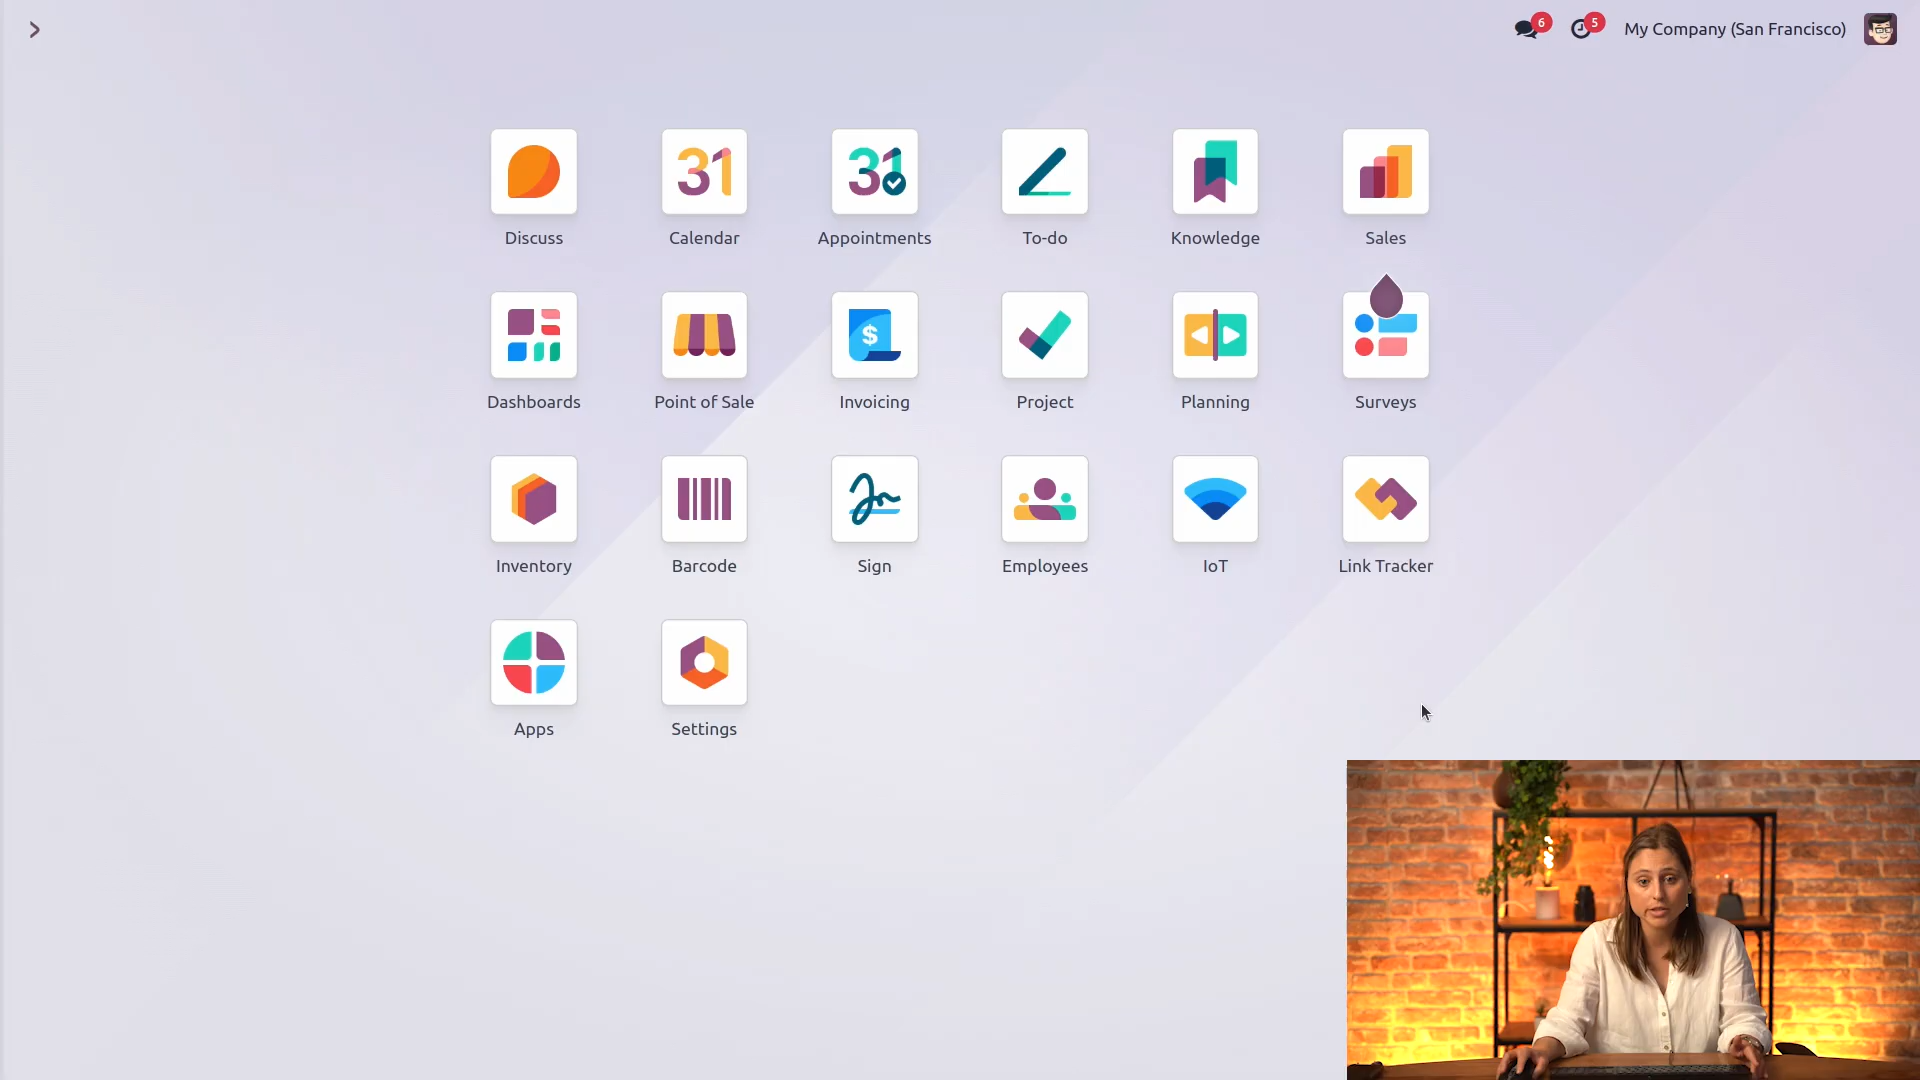 6
5
My Company (San Francisco)
31
31
Discuss
Calendar
Appointments
To-do
Knowledge
Sales
$
Dashboards
Point of Sale
Invoicing
Project
Planning
Surveys
Inventory
Barcode
Sign
Employees
IoT
Link Tracker
Apps
Settings